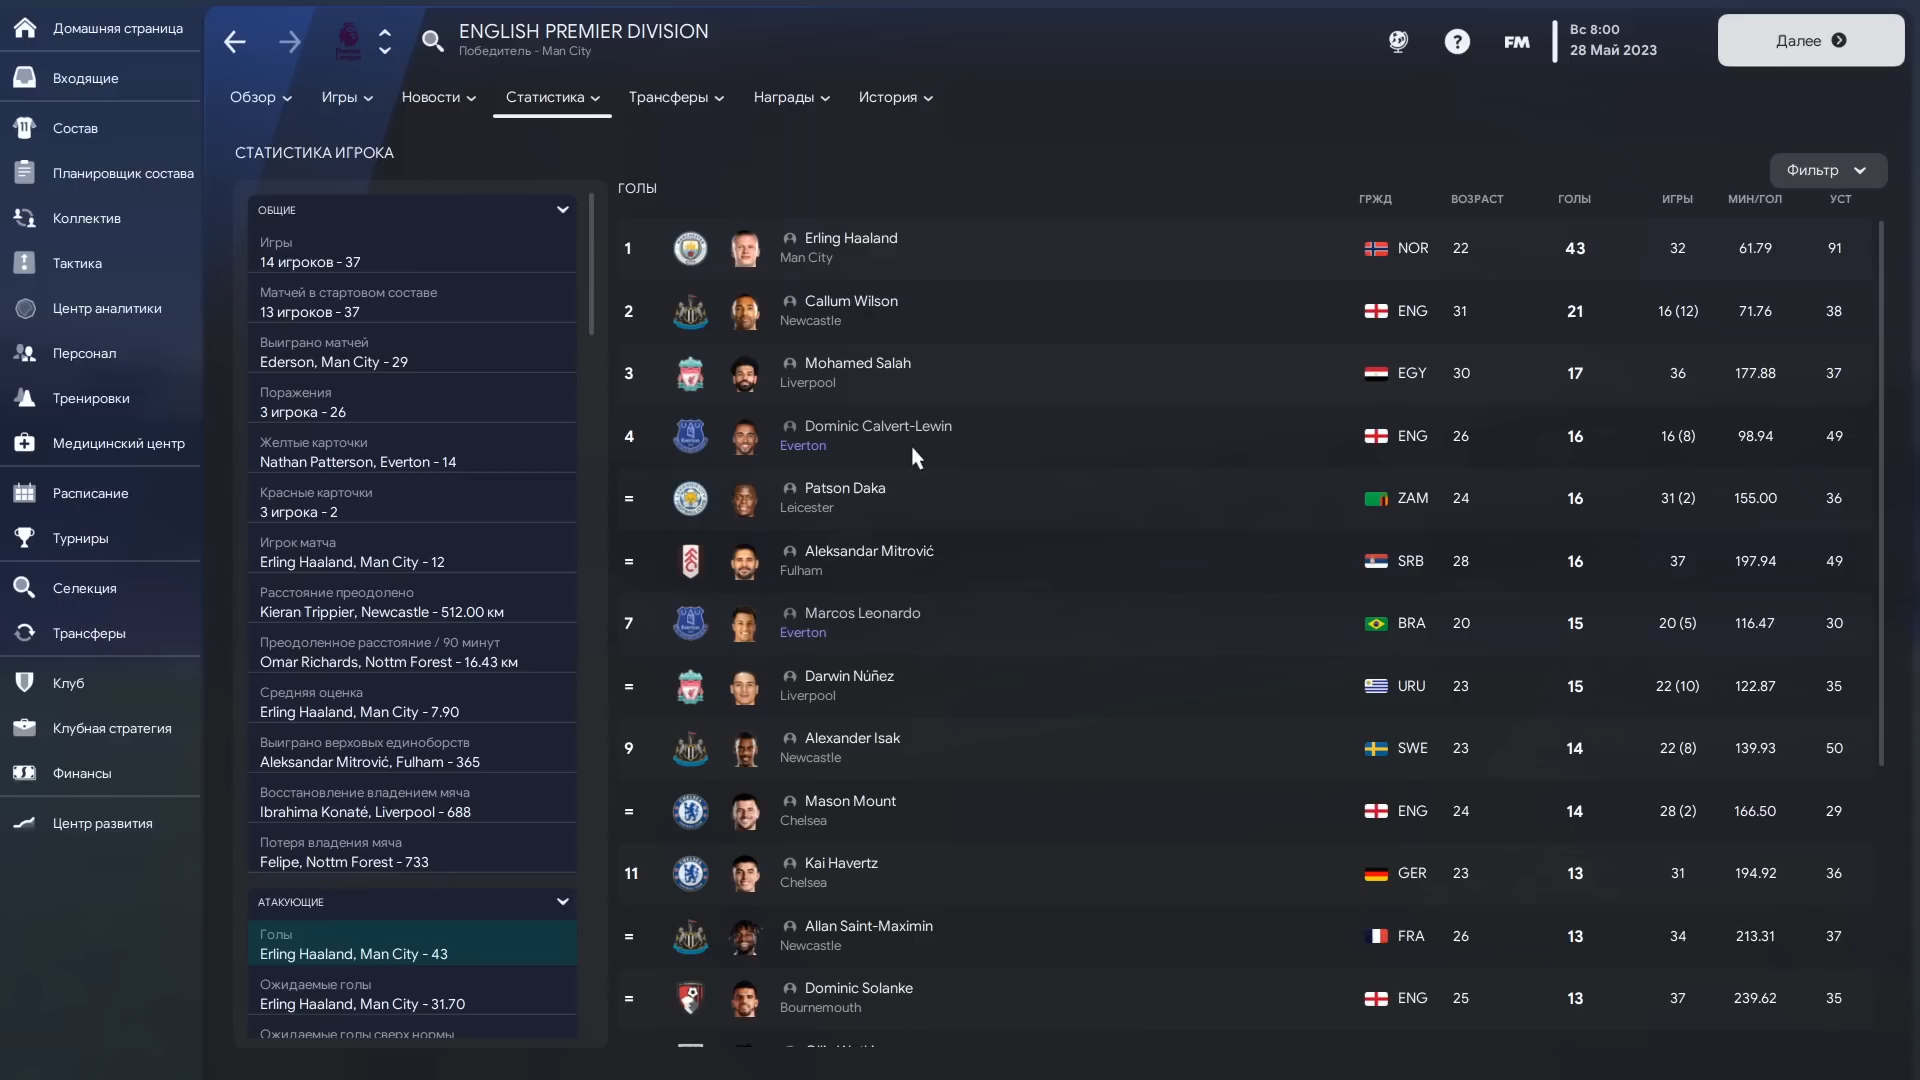 Домашняя страница
Входящие
Состав
Планировщик состава
Коллектив
Тактика
Центр аналитики
Персонал
Тренировки
Медицинский центр
Расписание
Турниры
Селекция
Трансферы
Клуб
Клубная стратегия
Финансы
Центр развития
ENGLISH PREMIER DIVISION
Победитель - Man City
FM
Вс 8:00
28 Май 2023
Далее
Обзор Игры Новости Статистика Трансферы Награды История
СТАТИСТИКА ИГРОКА
Фильтр
ОБЩИЕ
Игры
14 игроков - 37
Матчей в стартовом составе
13 игроков - 37
Выиграно матчей
Ederson, Man City - 29
Поражения
3 игрока - 26
Желтые карточки
Nathan Patterson, Everton - 14
Красные карточки
3 игрока - 2
Игрок матча
Erling Haaland, Man City - 12
Расстояние преодолено
Kieran Trippier, Newcastle - 512.00 км
Преодоленное расстояние / 90 минут
Omar Richards, Nottm Forest - 16.43 км
Средняя оценка
Erling Haaland, Man City - 7.90
Выиграно верховых единоборств
Aleksandar Mitrović, Fulham - 365
Восстановление владением мяча
Ibrahima Konaté, Liverpool - 688
Потеря владения мяча
Felipe, Nottm Forest - 733
АТАКУЮЩИЕ
Голы
Erling Haaland, Man City - 43
Ожидаемые голы
Erling Haaland, Man City - 31.70
Ожидаемые голы сверх нормы
ГОЛЫ
ГРЖД ВОЗРАСТ ГОЛЫ ИГРЫ МИН/ГОЛ УСТ
1 Erling Haaland NOR 22 43 32 61.79 91
Man City
2 Callum Wilson ENG 31 21 16 (12) 71.76 38
Newcastle
3 Mohamed Salah EGY 30 17 36 177.88 37
Liverpool
4 Dominic Calvert-Lewin ENG 26 16 16 (8) 98.94 49
Everton
= Patson Daka ZAM 24 16 31 (2) 155.00 36
Leicester
= Aleksandar Mitrović SRB 28 16 37 197.94 49
Fulham
7 Marcos Leonardo BRA 20 15 20 (5) 116.47 30
Everton
= Darwin Núñez URU 23 15 22 (10) 122.87 35
Liverpool
9 Alexander Isak SWE 23 14 22 (8) 139.93 50
Newcastle
= Mason Mount ENG 24 14 28 (2) 166.50 29
Chelsea
11 Kai Havertz GER 23 13 31 194.92 36
Chelsea
= Allan Saint-Maximin FRA 26 13 34 213.31 37
Newcastle
= Dominic Solanke ENG 25 13 37 239.62 35
Bournemouth